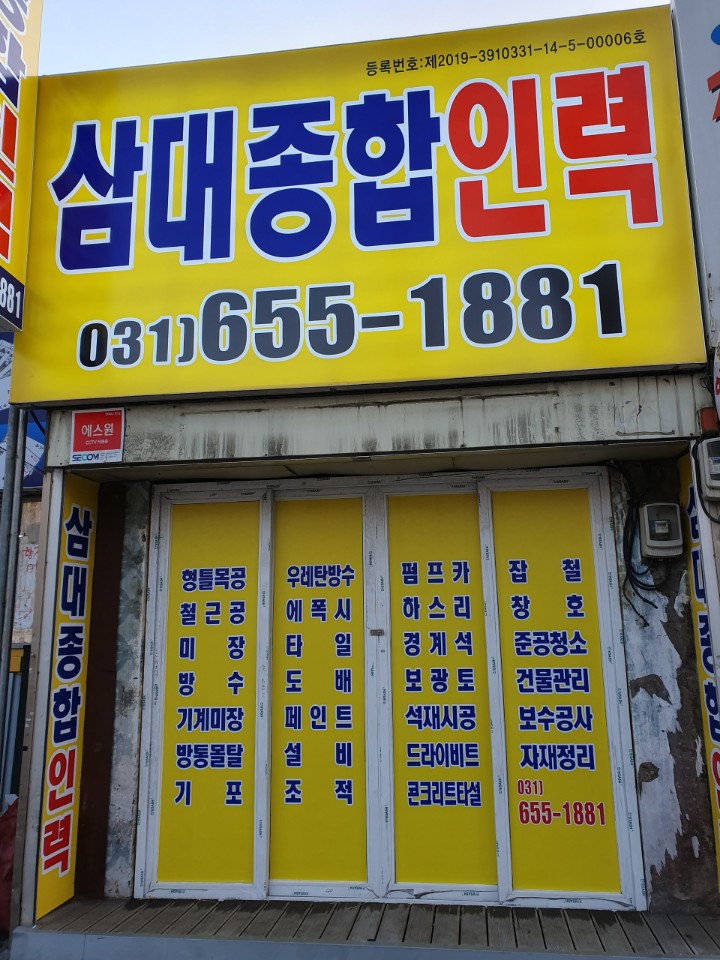 등록번호:제2019-3910331-14-5-00006호
삼대종합인력
031)655-1881
881
에스원
SECOM
삼대종합인력
형틀목공
철근공
미장
방수
기계미장
방통몰탈
기포
우레탄방수
에폭시
타일
도배
페인트
설비
조적
펌프카
하스리
경계석
보광토
석재시공
드라이비트
콘크리트타설
잡철
창호
준공청소
건물관리
보수공사
자재정리
031)
655-1881